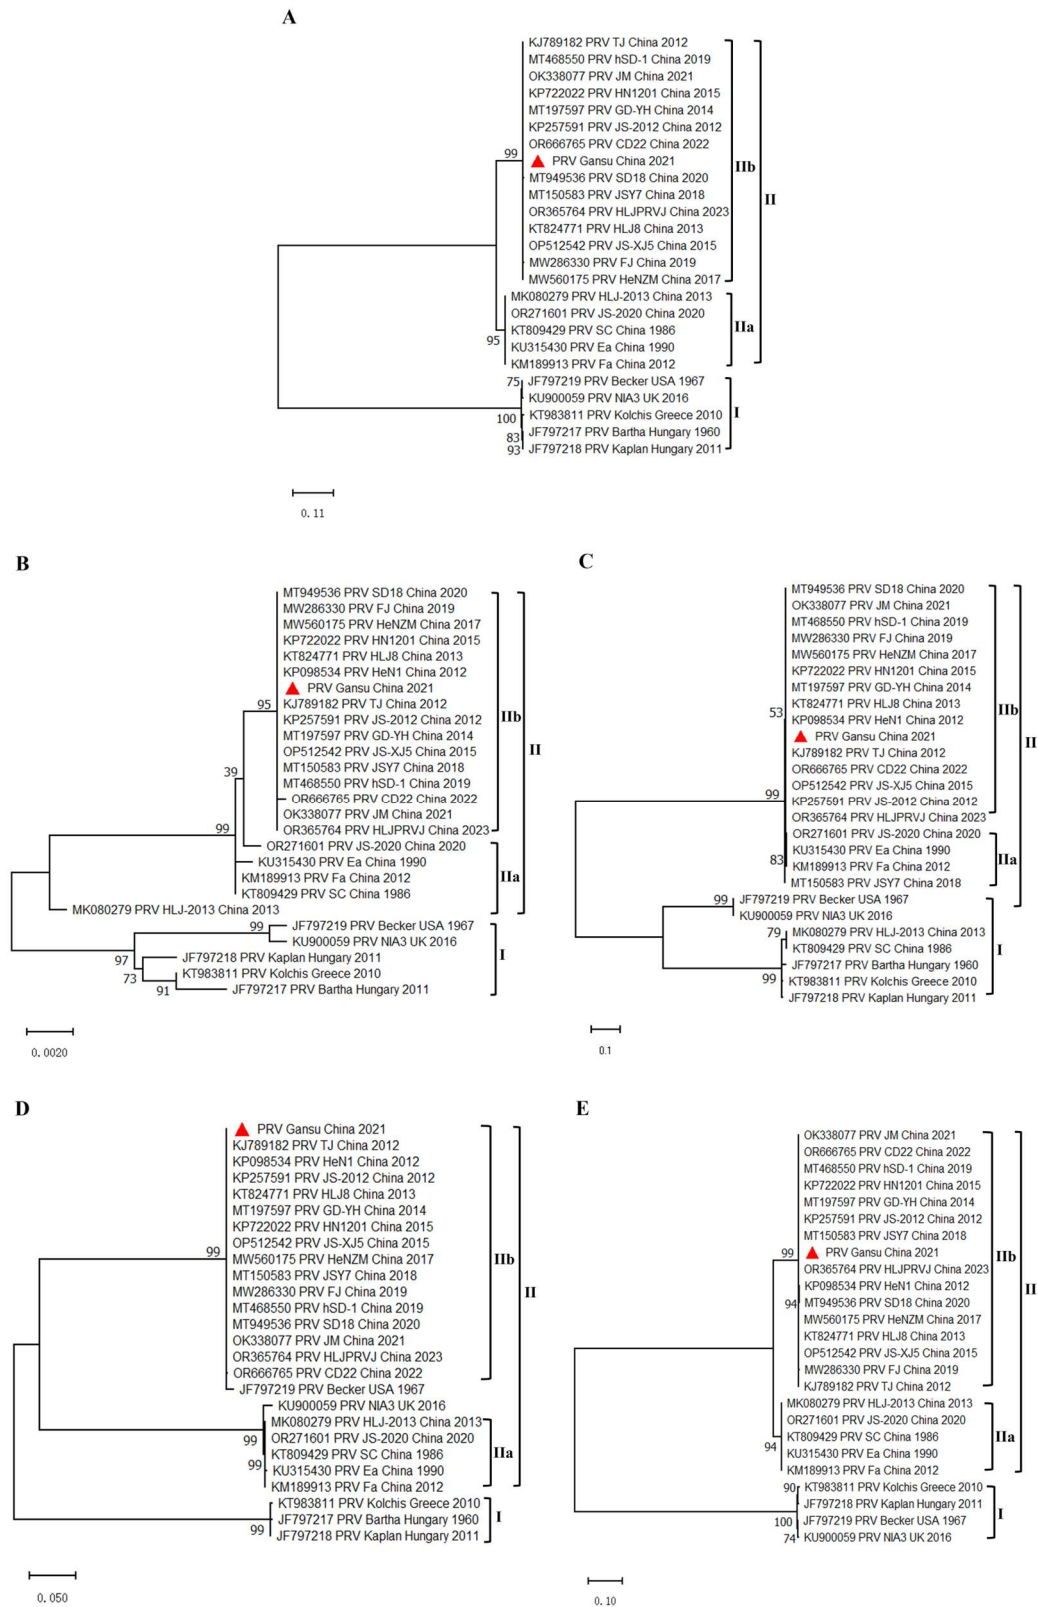 A
KJ789182 PRV TJ China 2012
MT468550 PRV hSD-1 China 2019
OK338077 PRV JM China 2021
KP722022 PRV HN1201 China 2015
MT197597 PRV GD-YH China 2014
KP257591 PRV JS-2012 China 2012
OR666765 PRV CD22 China 2022
99
PRV Gansu China 2021
IIb
MT949536 PRV SD18 China 2020
MT150583 PRV JSY7 China 2018
II
OR365764 PRV HLJPRVJ China 2023
KT824771 PRV HLJ8 China 2013
OP512542 PRV JS-XJ5 China 2015
MW286330 PRV FJ China 2019
MW560175 PRV HeNZM China 2017
MK080279 PRV HLJ-2013 China 2013
OR271601 PRV JS-2020 China 2020
KT809429 PRV SC China 1986
IIa
95
KU315430 PRV Ea China 1990
KM189913 PRV Fa China 2012
75
JF797219 PRV Becker USA 1967
KU900059 PRV NIA3 UK 2016
100
KT983811 PRV Kolchis Greece 2010
I
83
JF797217 PRV Bartha Hungary 1960
93
JF797218 PRV Kaplan Hungary 2011
0.11
B
MT949536 PRV SD18 China 2020
MW286330 PRV FJ China 2019
MW560175 PRV HeNZM China 2017
KP722022 PRV HN1201 China 2015
KT824771 PRV HLJ8 China 2013
KP098534 PRV HeN1 China 2012
PRV Gansu China 2021
95
KJ789182 PRV TJ China 2012
IIb
KP257591 PRV JS-2012 China 2012
MT197597 PRV GD-YH China 2014
OP512542 PRV JS-XJ5 China 2015
II
39
MT150583 PRV JSY7 China 2018
MT468550 PRV hSD-1 China 2019
OR666765 PRV CD22 China 2022
OK338077 PRV JM China 2021
99
OR365764 PRV HLJPRVJ China 2023
OR271601 PRV JS-2020 China 2020
KU315430 PRV Ea China 1990
KM189913 PRV Fa China 2012
IIa
KT809429 PRV SC China 1986
MK080279 PRV HLJ-2013 China 2013
99
JF797219 PRV Becker USA 1967
KU900059 PRV NIA3 UK 2016
97
JF797218 PRV Kaplan Hungary 2011
I
73
KT983811 PRV Kolchis Greece 2010
91
JF797217 PRV Bartha Hungary 2011
0.0020
C
MT949536 PRV SD18 China 2020
OK338077 PRV JM China 2021
MT468550 PRV hSD-1 China 2019
MW286330 PRV FJ China 2019
MW560175 PRV HeNZM China 2017
KP722022 PRV HN1201 China 2015
MT197597 PRV GD-YH China 2014
KT824771 PRV HLJ8 China 2013
IIb
53
KP098534 PRV HeN1 China 2012
PRV Gansu China 2021
II
KJ789182 PRV TJ China 2012
OR666765 PRV CD22 China 2022
OP512542 PRV JS-XJ5 China 2015
99
KP257591 PRV JS-2012 China 2012
OR365764 PRV HLJPRVJ China 2023
OR271601 PRV JS-2020 China 2020
KU315430 PRV Ea China 1990
IIa
83
KM189913 PRV Fa China 2012
MT150583 PRV JSY7 China 2018
99
JF797219 PRV Becker USA 1967
KU900059 PRV NIA3 UK 2016
79
MK080279 PRV HLJ-2013 China 2013
KT809429 PRV SC China 1986
I
JF797217 PRV Bartha Hungary 1960
99
KT983811 PRV Kolchis Greece 2010
JF797218 PRV Kaplan Hungary 2011
0.1
D
PRV Gansu China 2021
KJ789182 PRV TJ China 2012
KP098534 PRV HeN1 China 2012
KP257591 PRV JS-2012 China 2012
KT824771 PRV HLJ8 China 2013
MT197597 PRV GD-YH China 2014
KP722022 PRV HN1201 China 2015
OP512542 PRV JS-XJ5 China 2015
99
MW560175 PRV HeNZM China 2017
IIb
MT150583 PRV JSY7 China 2018
MW286330 PRV FJ China 2019
II
MT468550 PRV hSD-1 China 2019
MT949536 PRV SD18 China 2020
OK338077 PRV JM China 2021
OR365764 PRV HLJPRVJ China 2023
OR666765 PRV CD22 China 2022
JF797219 PRV Becker USA 1967
KU900059 PRV NIA3 UK 2016
MK080279 PRV HLJ-2013 China 2013
99
OR271601 PRV JS-2020 China 2020
KT809429 PRV SC China 1986
IIa
99
KU315430 PRV Ea China 1990
KM189913 PRV Fa China 2012
KT983811 PRV Kolchis Greece 2010
JF797217 PRV Bartha Hungary 1960
I
99
JF797218 PRV Kaplan Hungary 2011
0.050
E
OK338077 PRV JM China 2021
OR666765 PRV CD22 China 2022
MT468550 PRV hSD-1 China 2019
KP722022 PRV HN1201 China 2015
MT197597 PRV GD-YH China 2014
KP257591 PRV JS-2012 China 2012
MT150583 PRV JSY7 China 2018
99
PRV Gansu China 2021
IIb
OR365764 PRV HLJPRVJ China 2023
KP098534 PRV HeN1 China 2012
II
94
MT949536 PRV SD18 China 2020
MW560175 PRV HeNZM China 2017
KT824771 PRV HLJ8 China 2013
OP512542 PRV JS-XJ5 China 2015
MW286330 PRV FJ China 2019
KJ789182 PRV TJ China 2012
MK080279 PRV HLJ-2013 China 2013
OR271601 PRV JS-2020 China 2020
KT809429 PRV SC China 1986
IIa
94
KU315430 PRV Ea China 1990
KM189913 PRV Fa China 2012
90
KT983811 PRV Kolchis Greece 2010
JF797218 PRV Kaplan Hungary 2011
I
100
JF797219 PRV Becker USA 1967
74
KU900059 PRV NIA3 UK 2016
0.10